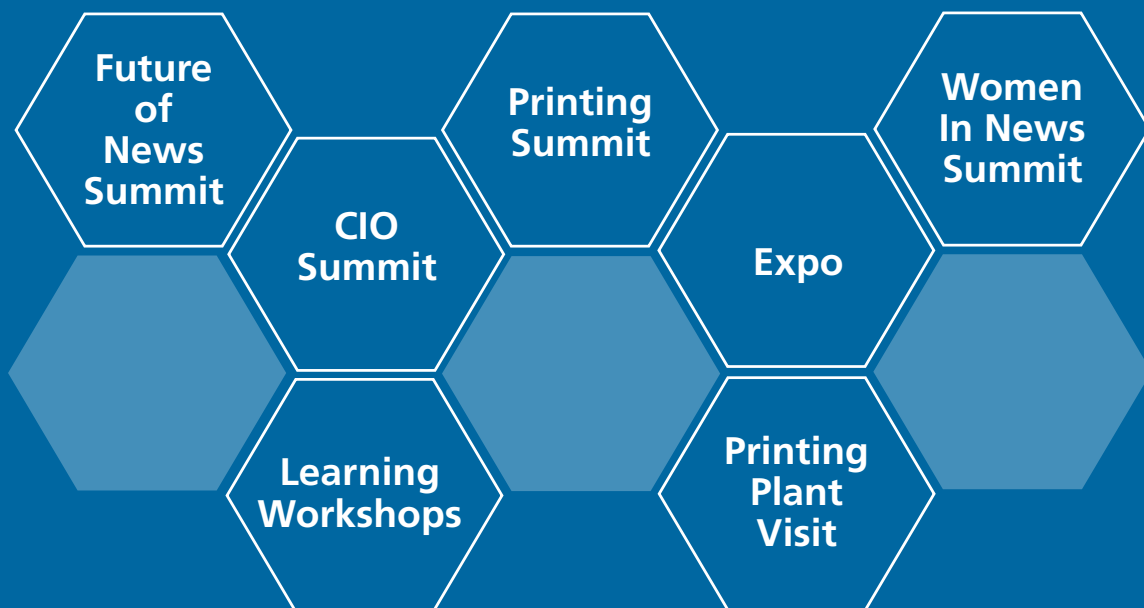 Future
of
News
Summit
Printing
Summit
Women
In News
Summit
CIO
Summit
Expo
Learning
Workshops
Printing
Plant
Visit